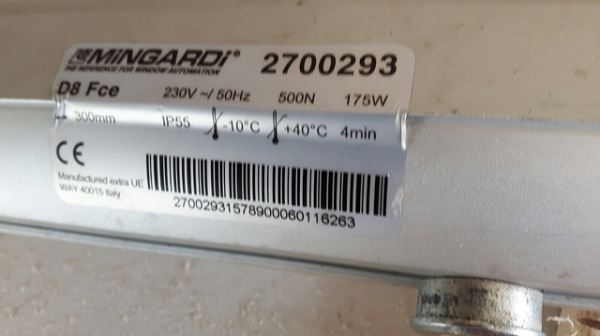 MiNGARDi® 2700293
THE REFERENCE FOR WINDOW AUTOMATION
D8 Fce 230V ~/ 50Hz 500N 175W
300mm IP55 -10°C +40°C 4min
CE
Manufactured extra UE
WAY 40015 Italy
27002931578900060116263